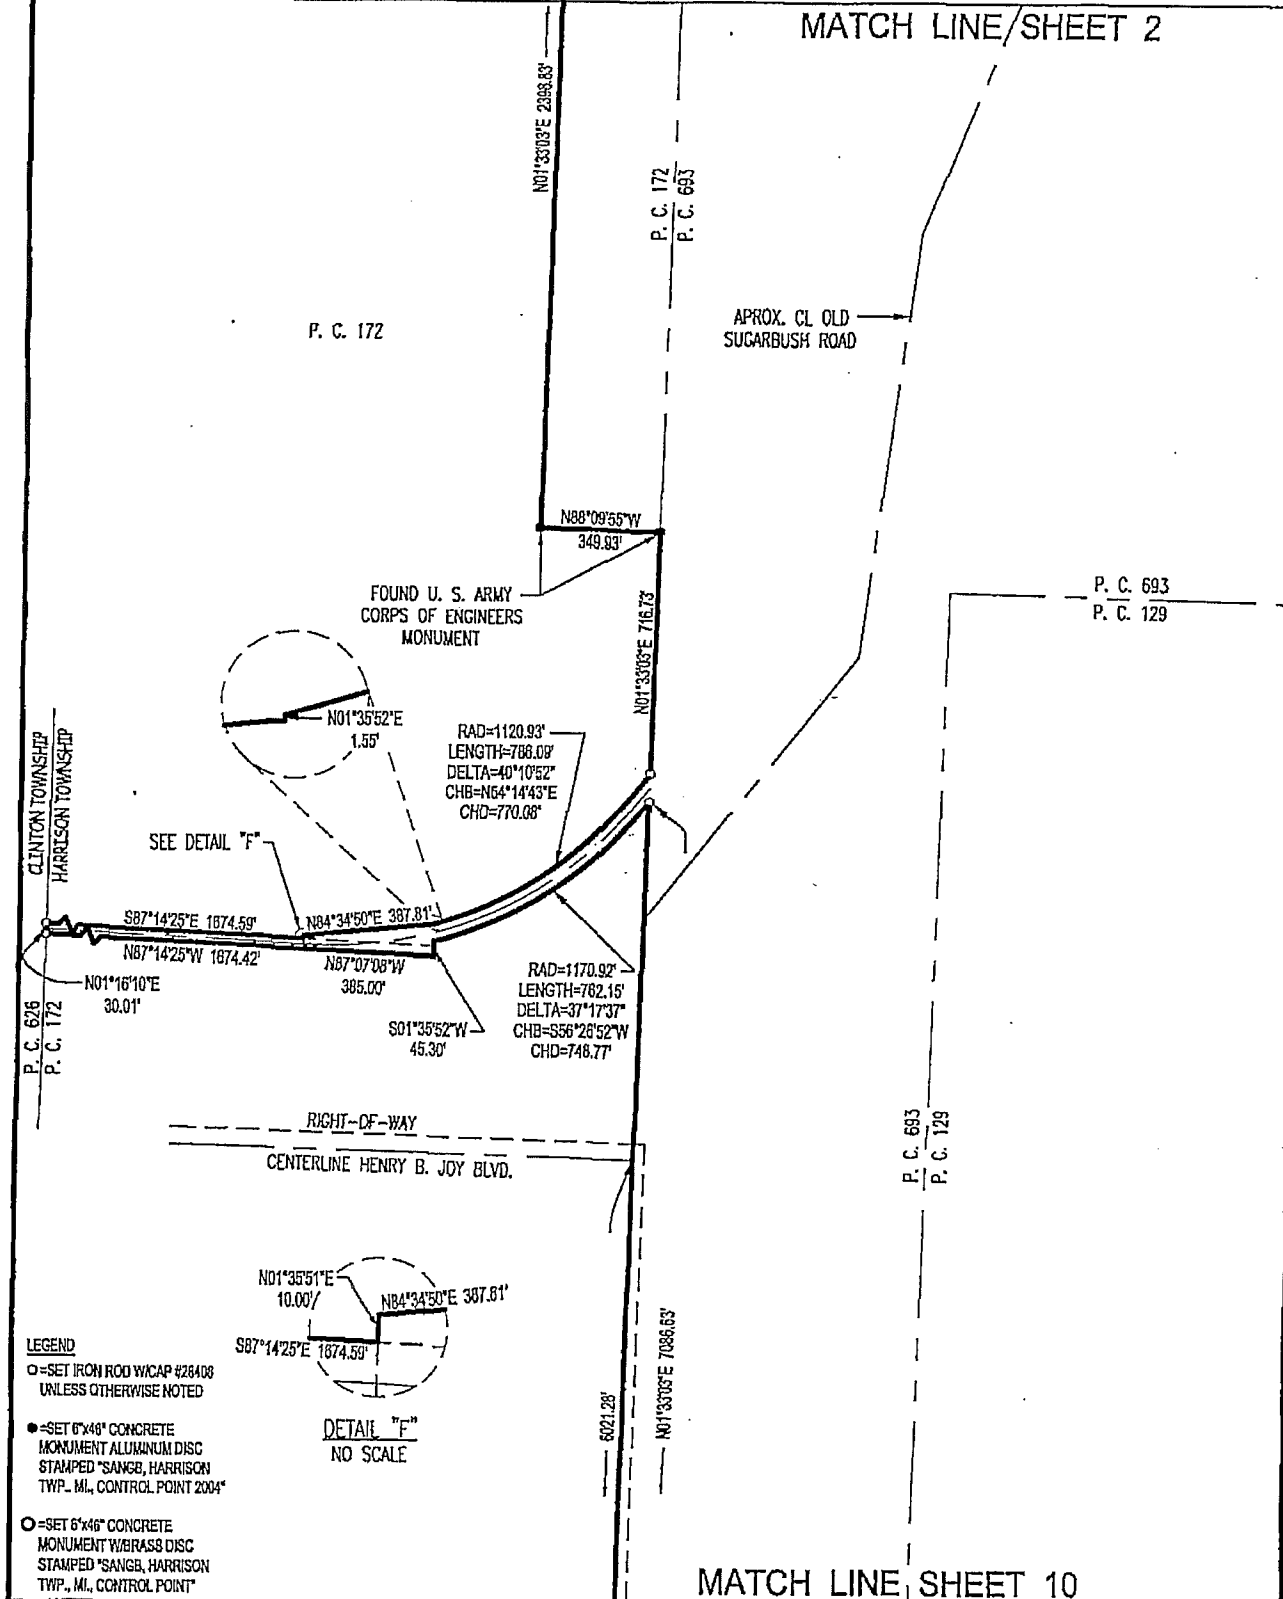 MATCH LINE SHEET 2
N01°33'03"E 2398.83'
P. C. 172
P. C. 693
P. C. 172
APROX. CL OLD
SUGARBUSH ROAD
N88°09'55"W
349.93'
FOUND U. S. ARMY
CORPS OF ENGINEERS
MONUMENT
P. C. 693
P. C. 129
N01°33'03"E 716.73'
N01°35'52"E
1.55'
RAD=1120.93'
LENGTH=786.09'
DELTA=40°10'52"
CHB=N64°14'43"E
CHD=770.08'
CLINTON TOWNSHIP
HARRISON TOWNSHIP
SEE DETAIL "F"
S87°14'25"E 1674.59'
N84°34'50"E 387.81'
N87°14'25"W 1674.42'
N87°07'08"W
385.00'
N01°16'10"E
30.01'
RAD=1170.92'
LENGTH=762.15'
DELTA=37°17'37"
CHB=S56°26'52"W
CHD=748.77'
S01°35'52"W
45.30'
P. C. 626
P. C. 172
RIGHT-OF-WAY
CENTERLINE HENRY B. JOY BLVD.
P. C. 693
P. C. 129
N01°35'51"E
10.00'
N84°34'50"E 387.81'
S87°14'25"E 1674.59'
DETAIL "F"
NO SCALE
6021.28'
N01°33'03"E 7086.63'
LEGEND
O=SET IRON ROD W/CAP #28408
UNLESS OTHERWISE NOTED
●=SET 6"x46" CONCRETE
MONUMENT ALUMINUM DISC
STAMPED "SANGB, HARRISON
TWP., MI., CONTROL POINT 2004"
O=SET 6"x46" CONCRETE
MONUMENT W/BRASS DISC
STAMPED "SANGB, HARRISON
TWP., MI., CONTROL POINT"
MATCH LINE SHEET 10